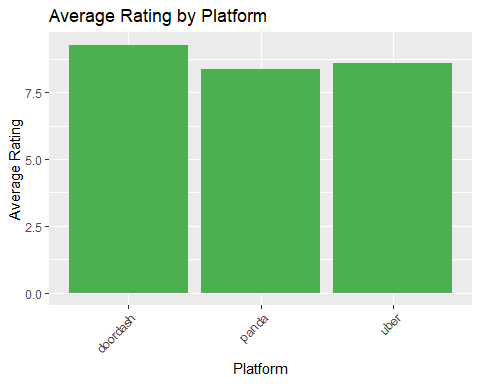 Average Rating by Platform
Average Rating
7.5
5.0
2.5
0.0
doordash
panda
uber
Platform